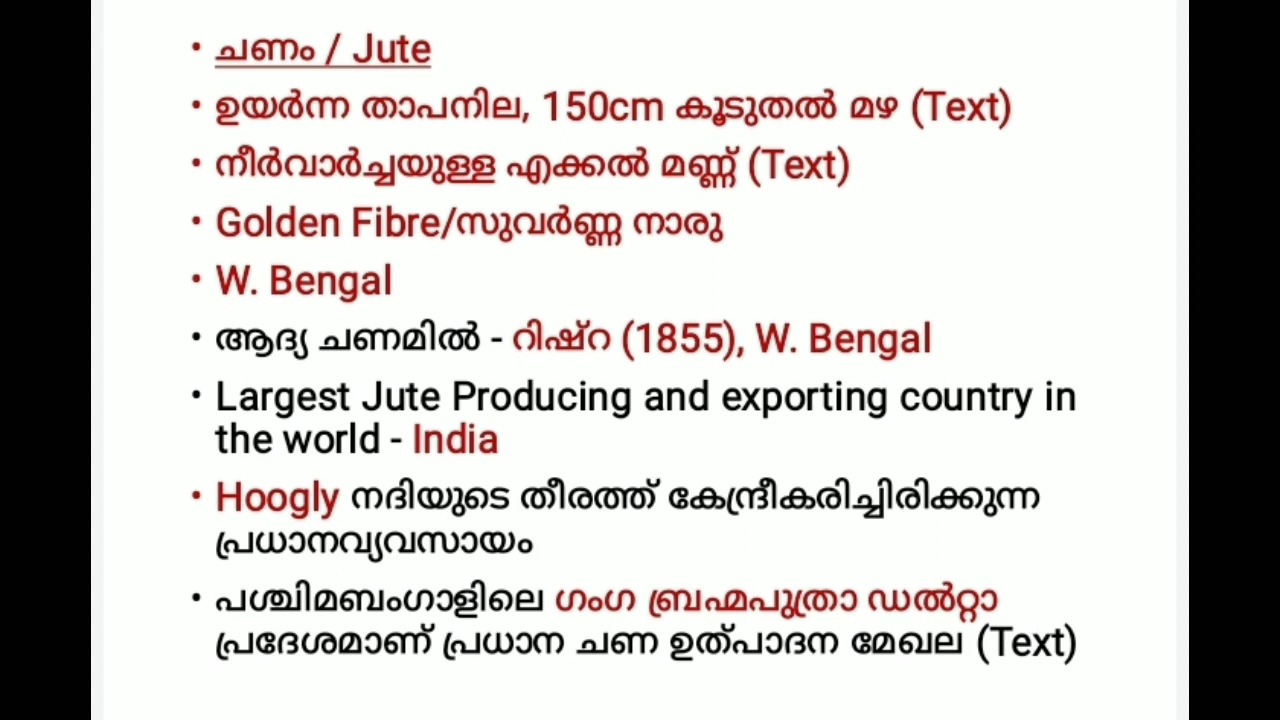 • ചണം / Jute
• ഉയർന്ന താപനില, 150cm കൂടുതൽ മഴ (Text)
• നീർവാർച്ചയുള്ള എക്കൽ മണ്ണ് (Text)
• Golden Fibre/സുവർണ്ണ നാരു
• W. Bengal
• ആദ്യ ചണമിൽ - റിഷ്റ (1855), W. Bengal
• Largest Jute Producing and exporting country in
the world - India
• Hoogly നദിയുടെ തീരത്ത് കേന്ദ്രീകരിച്ചിരിക്കുന്ന
പ്രധാനവ്യവസായം
• പശ്ചിമബംഗാളിലെ ഗംഗ ബ്രഹ്മപുത്രാ ഡൽറ്റാ
പ്രദേശമാണ് പ്രധാന ചണ ഉത്പാദന മേഖല (Text)